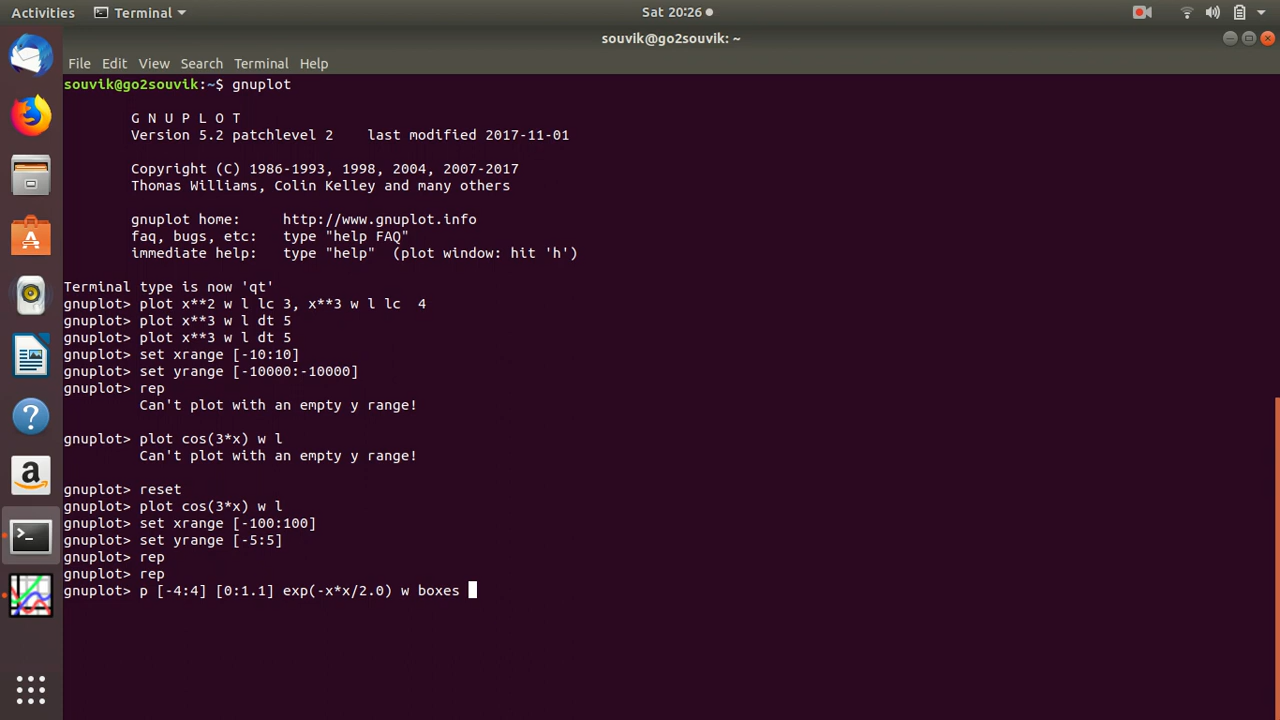 Activities Terminal Sat 20:26
souvik@go2souvik: ~
File Edit View Search Terminal Help
souvik@go2souvik:~$ gnuplot
G N U P L O T
Version 5.2 patchlevel 2    last modified 2017-11-01
Copyright (C) 1986-1993, 1998, 2004, 2007-2017
Thomas Williams, Colin Kelley and many others
gnuplot home:     http://www.gnuplot.info
faq, bugs, etc:   type "help FAQ"
immediate help:   type "help"  (plot window: hit 'h')
Terminal type is now 'qt'
gnuplot> plot x**2 w l lc 3, x**3 w l lc  4
gnuplot> plot x**3 w l dt 5
gnuplot> plot x**3 w l dt 5
gnuplot> set xrange [-10:10]
gnuplot> set yrange [-10000:-10000]
gnuplot> rep
Can't plot with an empty y range!
gnuplot> plot cos(3*x) w l
Can't plot with an empty y range!
gnuplot> reset
gnuplot> plot cos(3*x) w l
gnuplot> set xrange [-100:100]
gnuplot> set yrange [-5:5]
gnuplot> rep
gnuplot> rep
gnuplot> p [-4:4] [0:1.1] exp(-x*x/2.0) w boxes